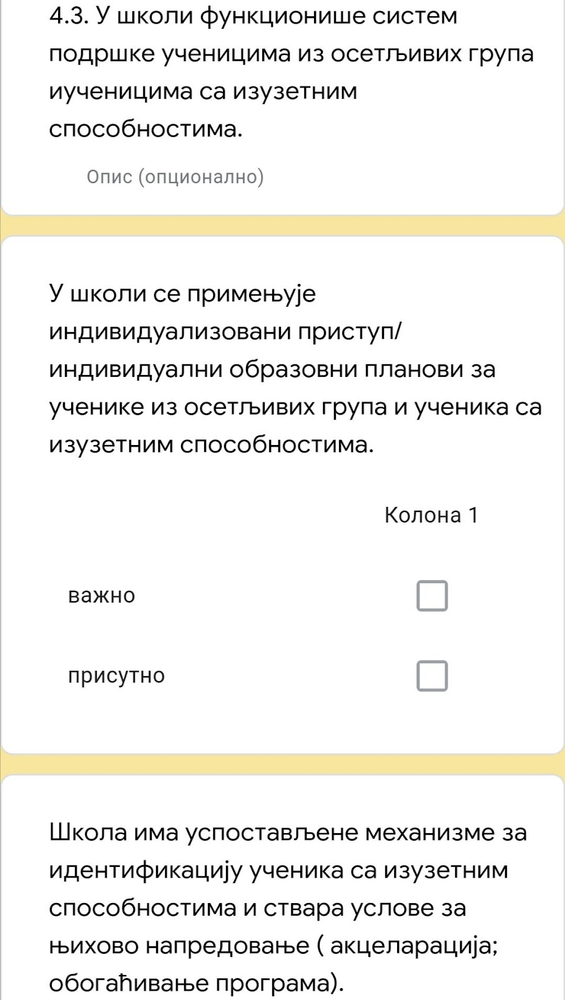 4.3. У школи функционише систем
подршке ученицима из осетљивих група
иученицима са изузетним
способностима.
Опис (опционално)
У школи се примењује
индивидуализовани приступ/
индивидуални образовни планови за
ученике из осетљивих група и ученика са
изузетним способностима.
Колона 1
важно
присутно
Школа има успостављене механизме за
идентификацију ученика са изузетним
способностима и ствара услове за
њихово напредовање ( акцеларација;
обогаћивање програма).